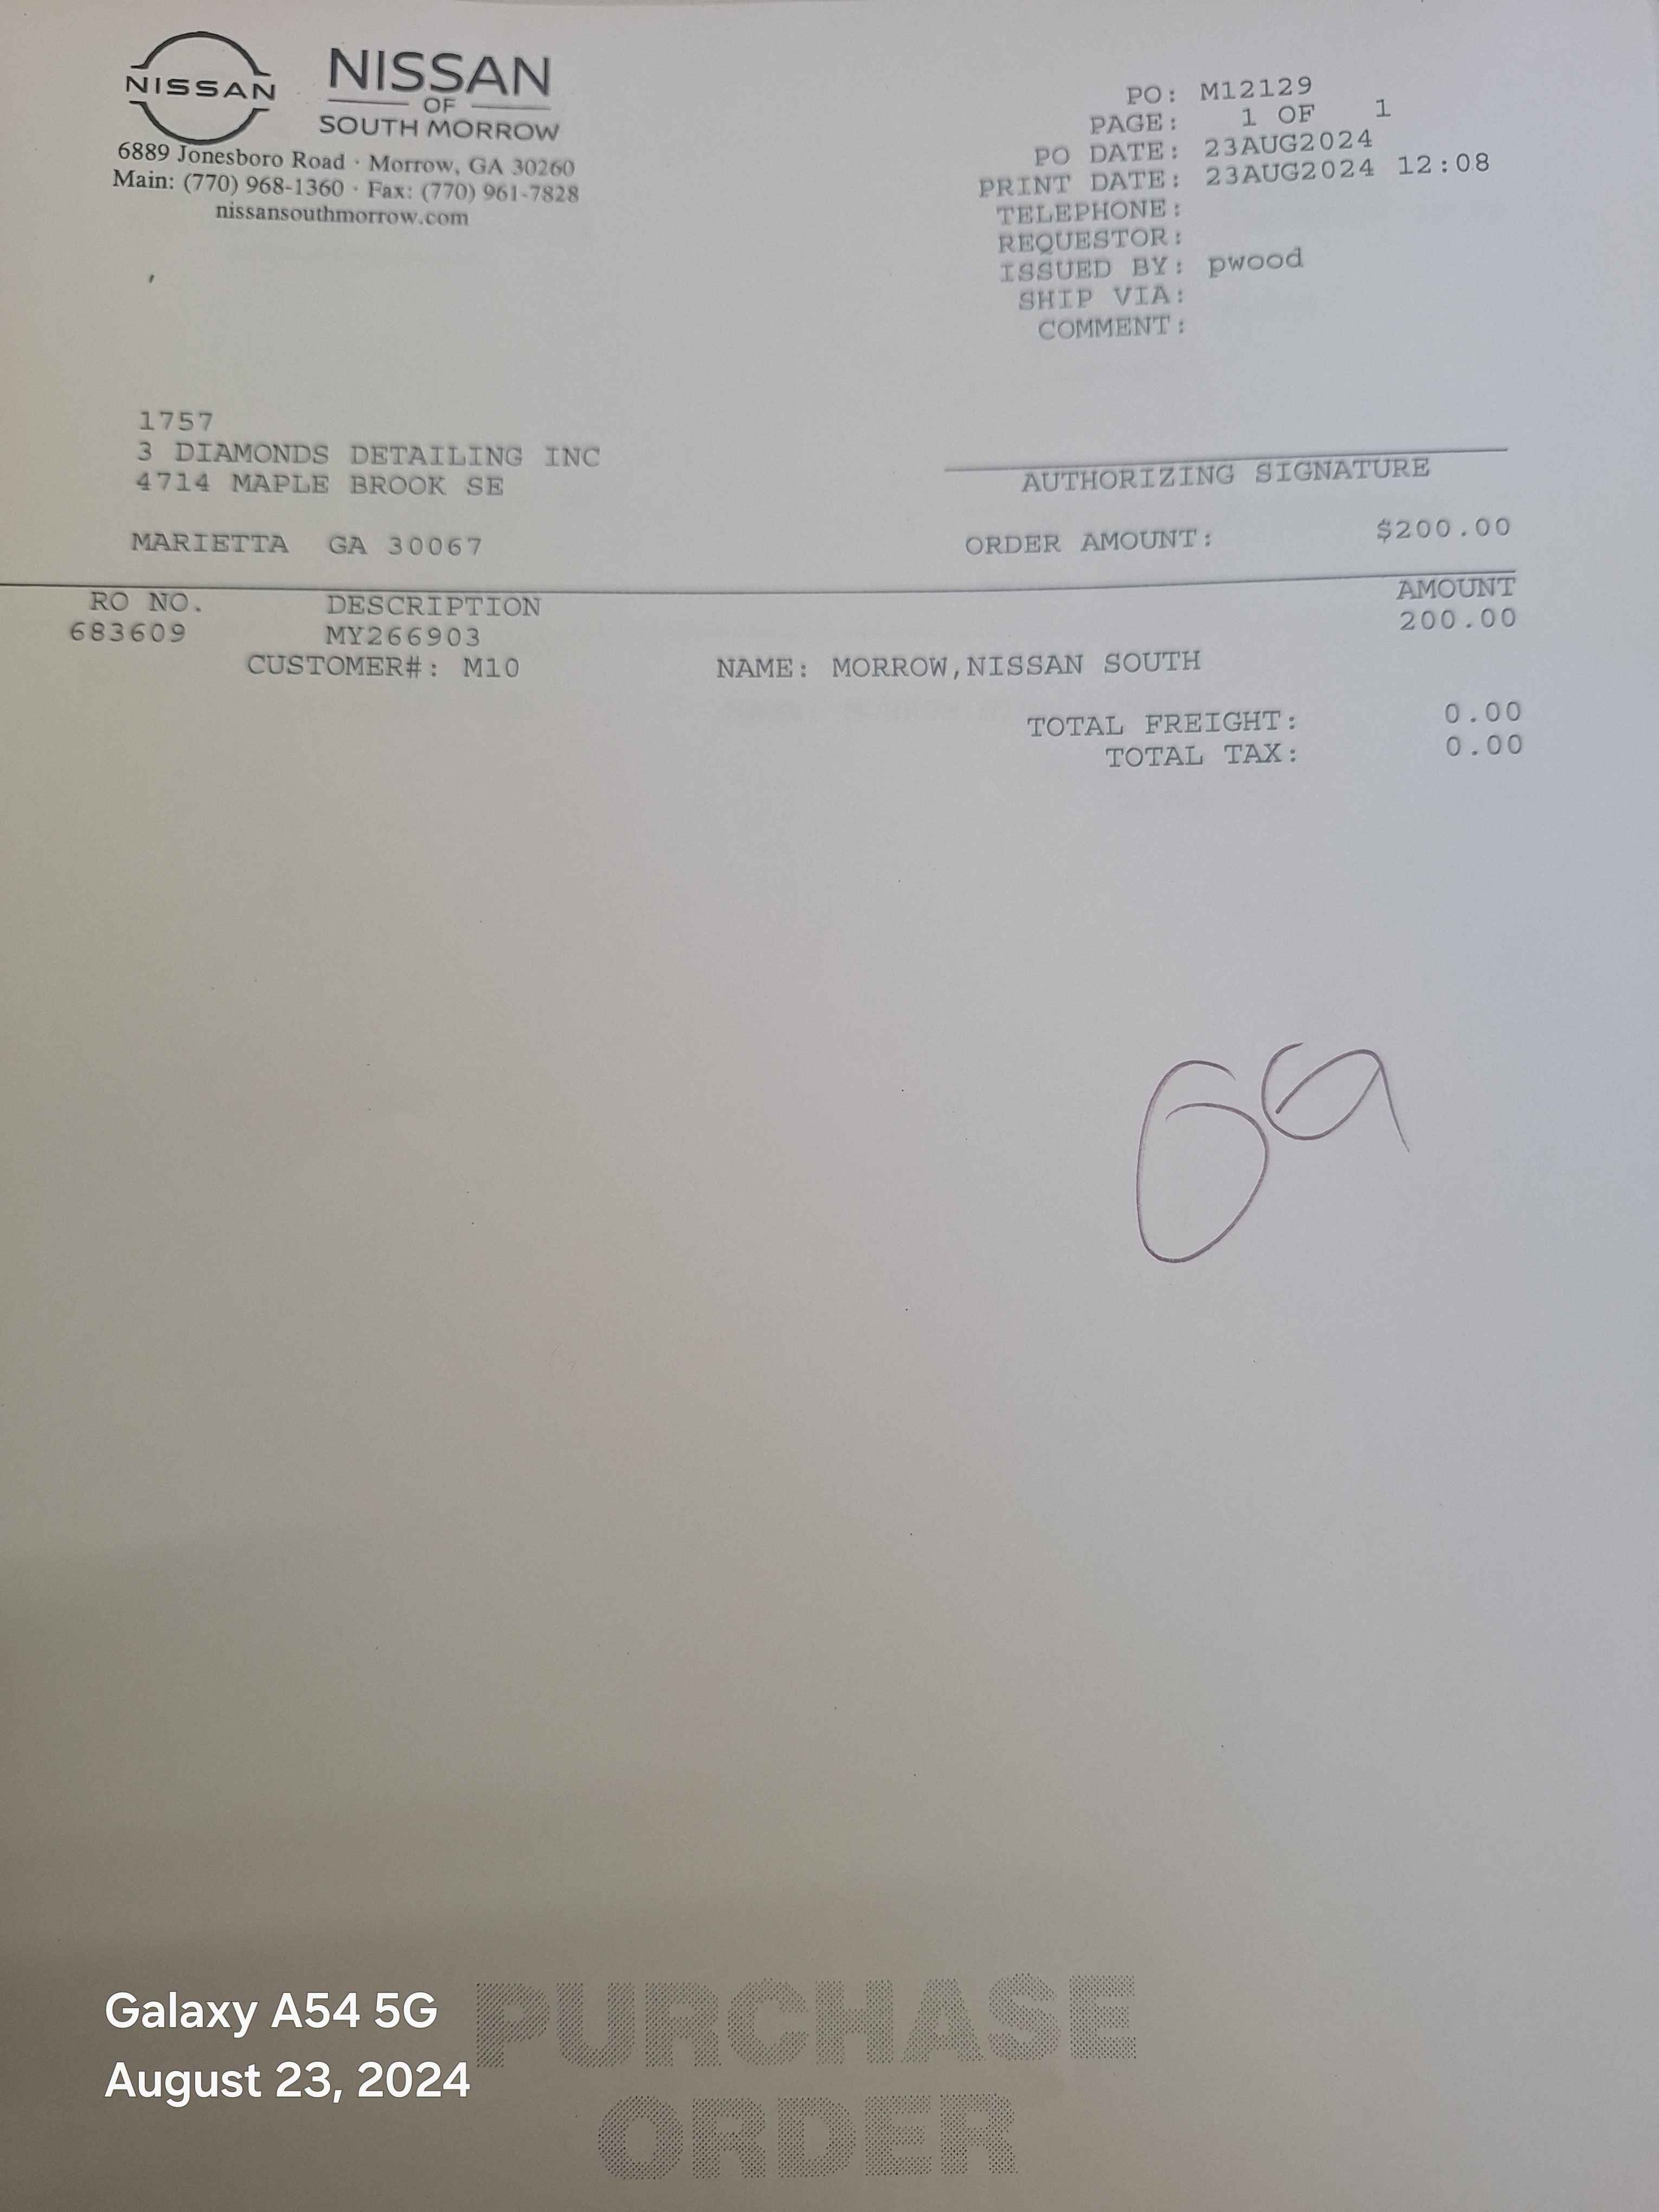 NISSAN
NISSAN
OF
SOUTH MORROW
6889 Jonesboro Road · Morrow, GA 30260
Main: (770) 968-1360 · Fax: (770) 961-7828
nissansouthmorrow.com
PO: M12129
PAGE: 1 OF 1
PO DATE: 23AUG2024
PRINT DATE: 23AUG2024 12:08
TELEPHONE:
REQUESTOR:
ISSUED BY: pwood
SHIP VIA:
COMMENT:
1757
3 DIAMONDS DETAILING INC
4714 MAPLE BROOK SE
MARIETTA GA 30067
AUTHORIZING SIGNATURE
ORDER AMOUNT: $200.00
RO NO. DESCRIPTION AMOUNT
683609 MY266903 200.00
CUSTOMER#: M10 NAME: MORROW,NISSAN SOUTH
TOTAL FREIGHT: 0.00
TOTAL TAX: 0.00
PURCHASE
ORDER
Galaxy A54 5G
August 23, 2024